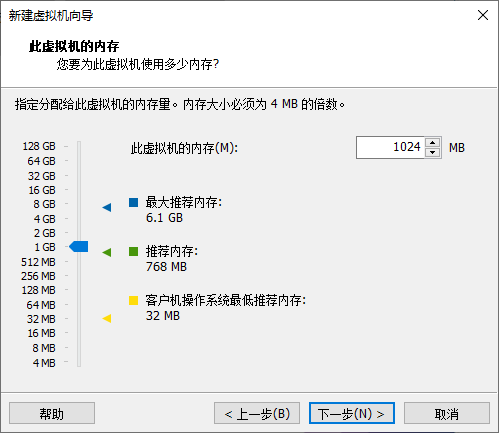 新建虚拟机向导
此虚拟机的内存
您要为此虚拟机使用多少内存?
指定分配给此虚拟机的内存量。内存大小必须为 4 MB 的倍数。
128 GB
64 GB
32 GB
16 GB
8 GB
4 GB
2 GB
1 GB
512 MB
256 MB
128 MB
64 MB
32 MB
16 MB
8 MB
4 MB
此虚拟机的内存(M): 1024 MB
最大推荐内存:
6.1 GB
推荐内存:
768 MB
客户机操作系统最低推荐内存:
32 MB
帮助 < 上一步(B) 下一步(N) > 取消